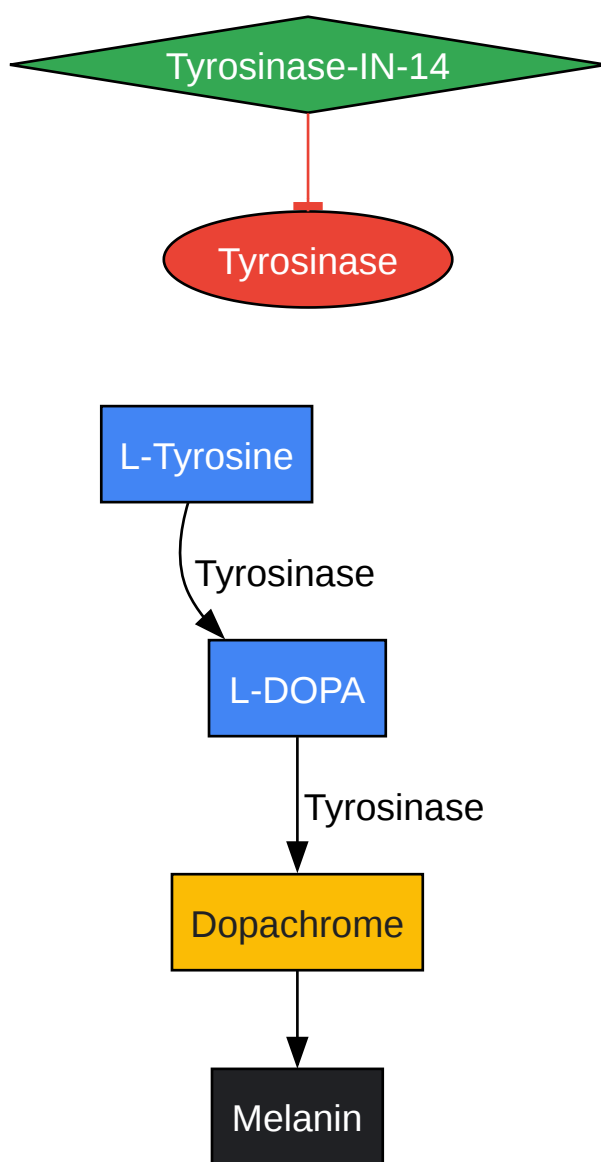 Tyrosinase-IN-14
Tyrosinase
L-Tyrosine
Tyrosinase
L-DOPA
Tyrosinase
Dopachrome
Melanin